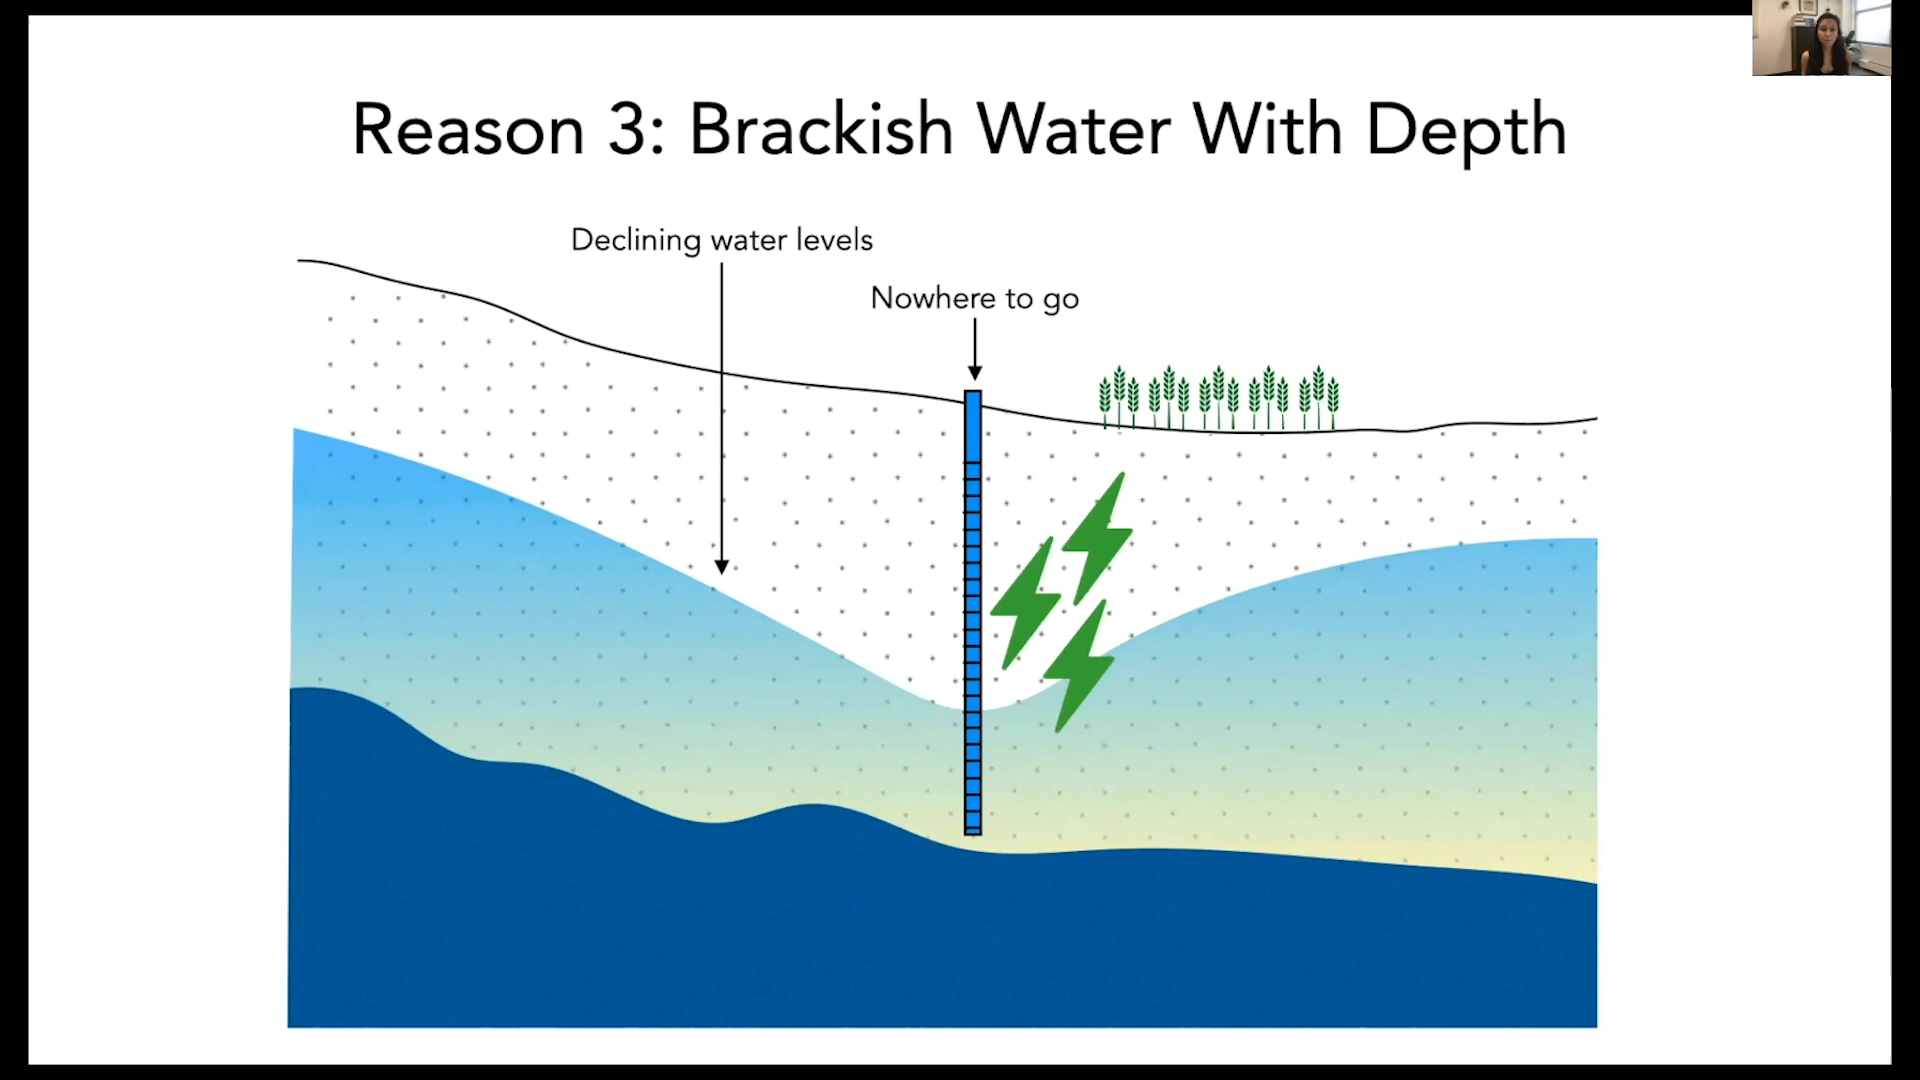 Reason 3: Brackish Water With Depth
Declining water levels
Nowhere to go